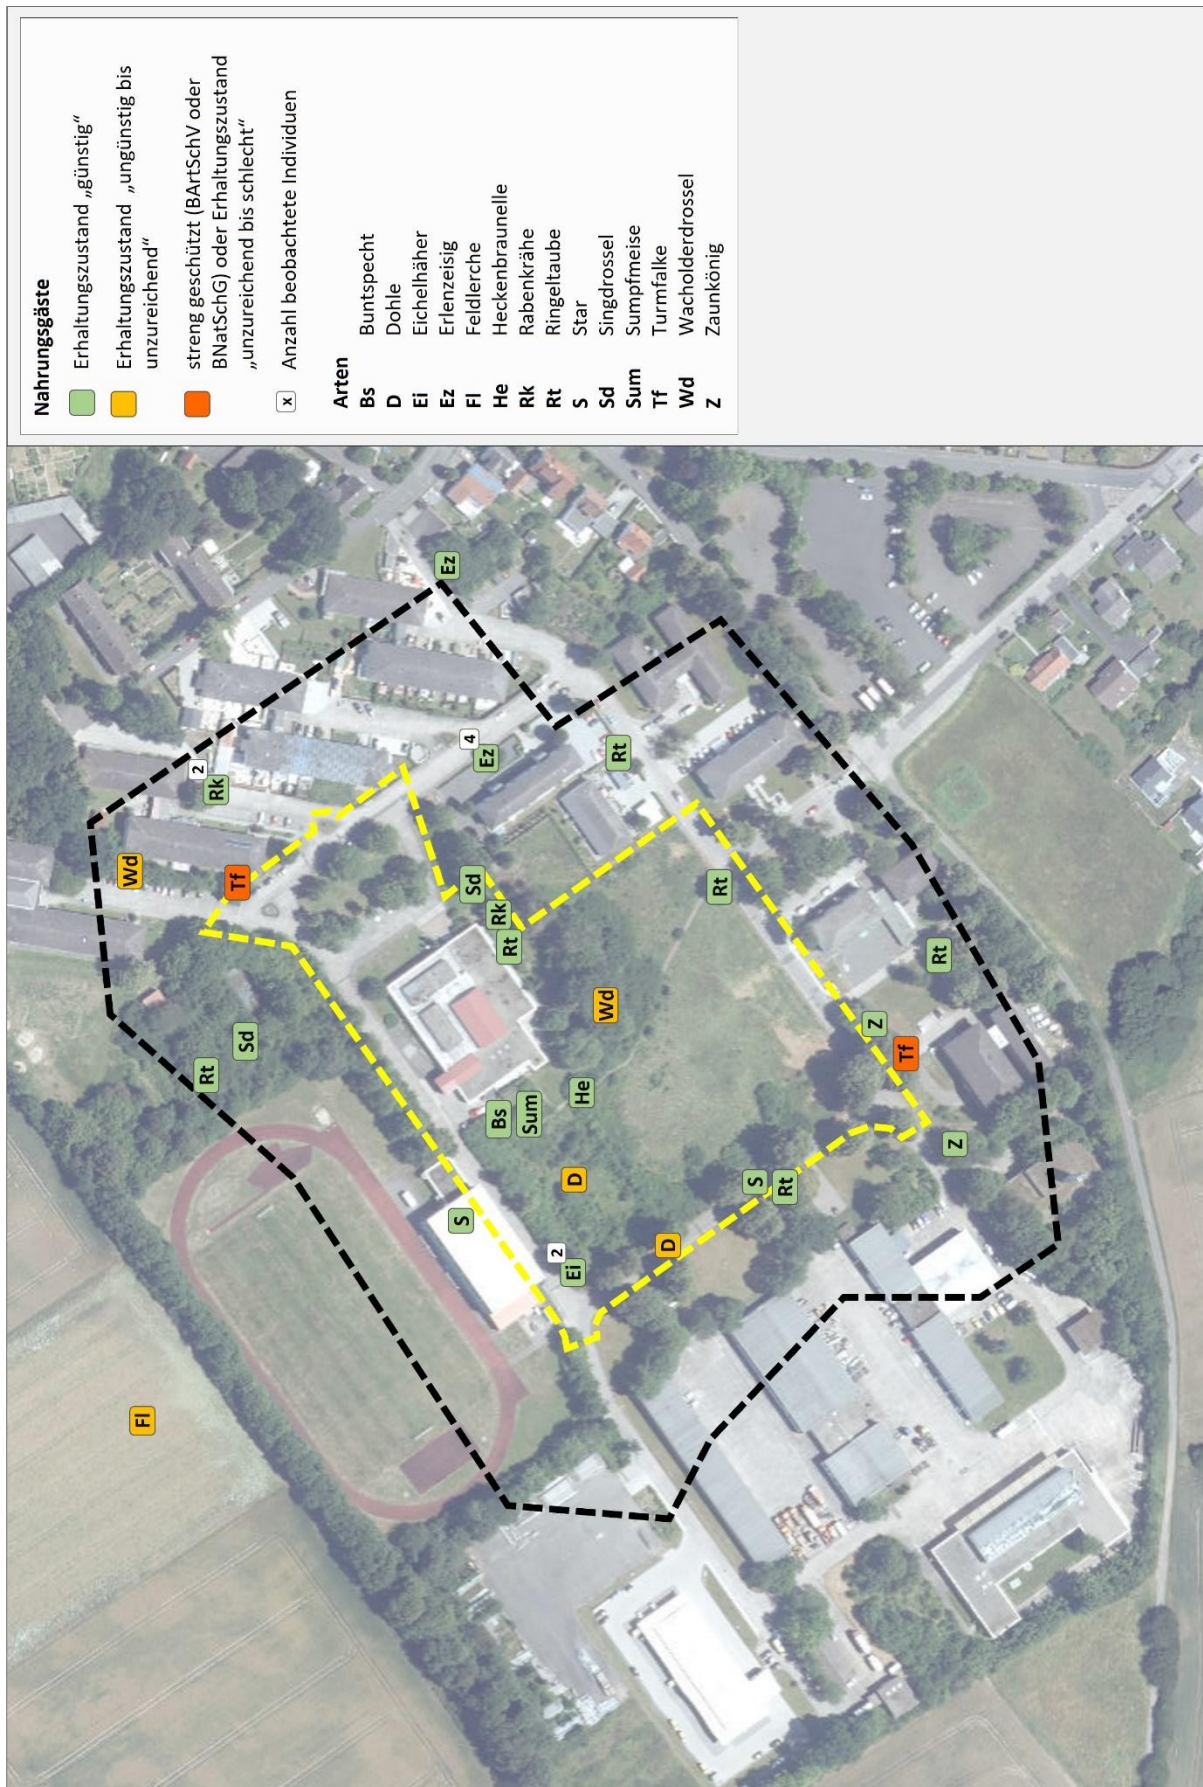 Nahrungsgäste
Erhaltungszustand „günstig“
Erhaltungszustand „ungünstig bis
unzureichend“
streng geschützt (BArtSchV oder
BNatSchG) oder Erhaltungszustand
„unzureichend bis schlecht“
x Anzahl beobachtete Individuen
Arten
Bs Buntspecht
D Dohle
Ei Eichelhäher
Ez Erlenzeisig
Fl Feldlerche
He Heckenbraunelle
Rk Rabenkrähe
Rt Ringeltaube
S Star
Sd Singdrossel
Sum Sumpfmeise
Tf Turmfalke
Wd Wacholderdrossel
Z Zaunkönig
Wd
Fl
2
Rt
Rk
Tf
Sd
Ez
S
4
Sd
Ez
Bs
Rk
Rt
Sum
2
Ei
D
He
Wd
Rt
D
Rt
S
Rt
Z
Tf
Rt
Z